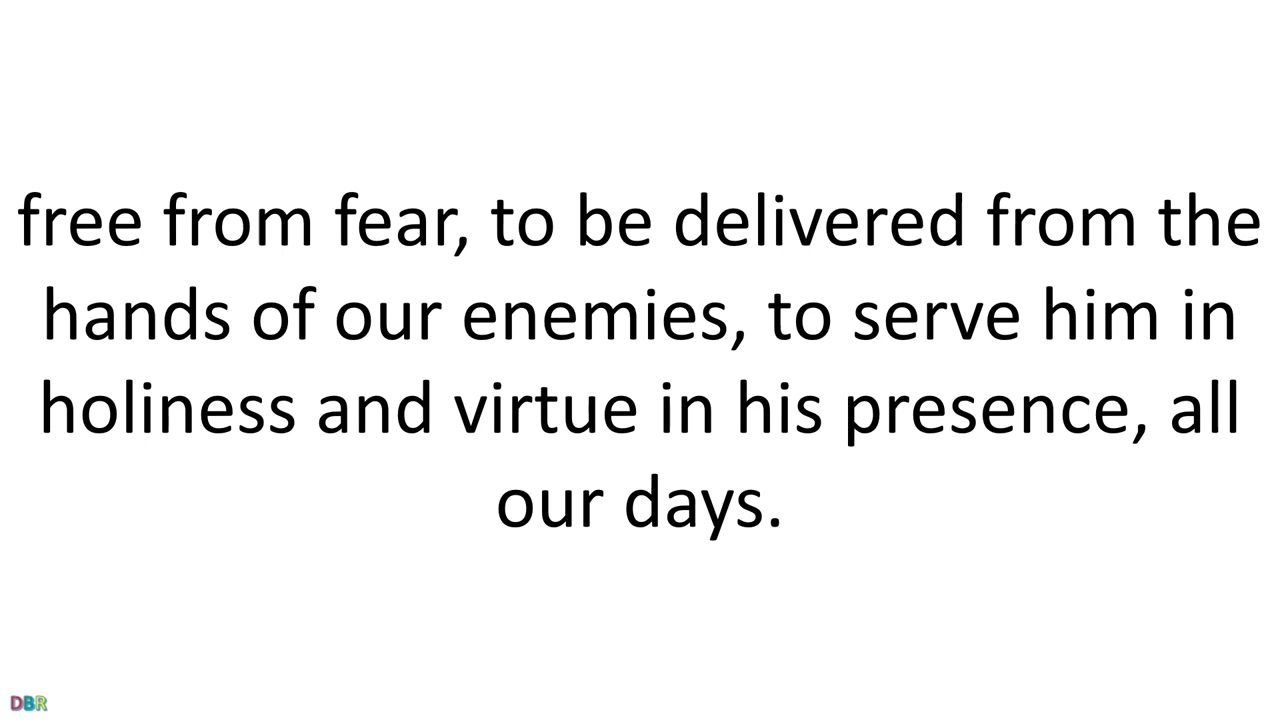 free from fear, to be delivered from the
hands of our enemies, to serve him in
holiness and virtue in his presence, all
our days.
DBR